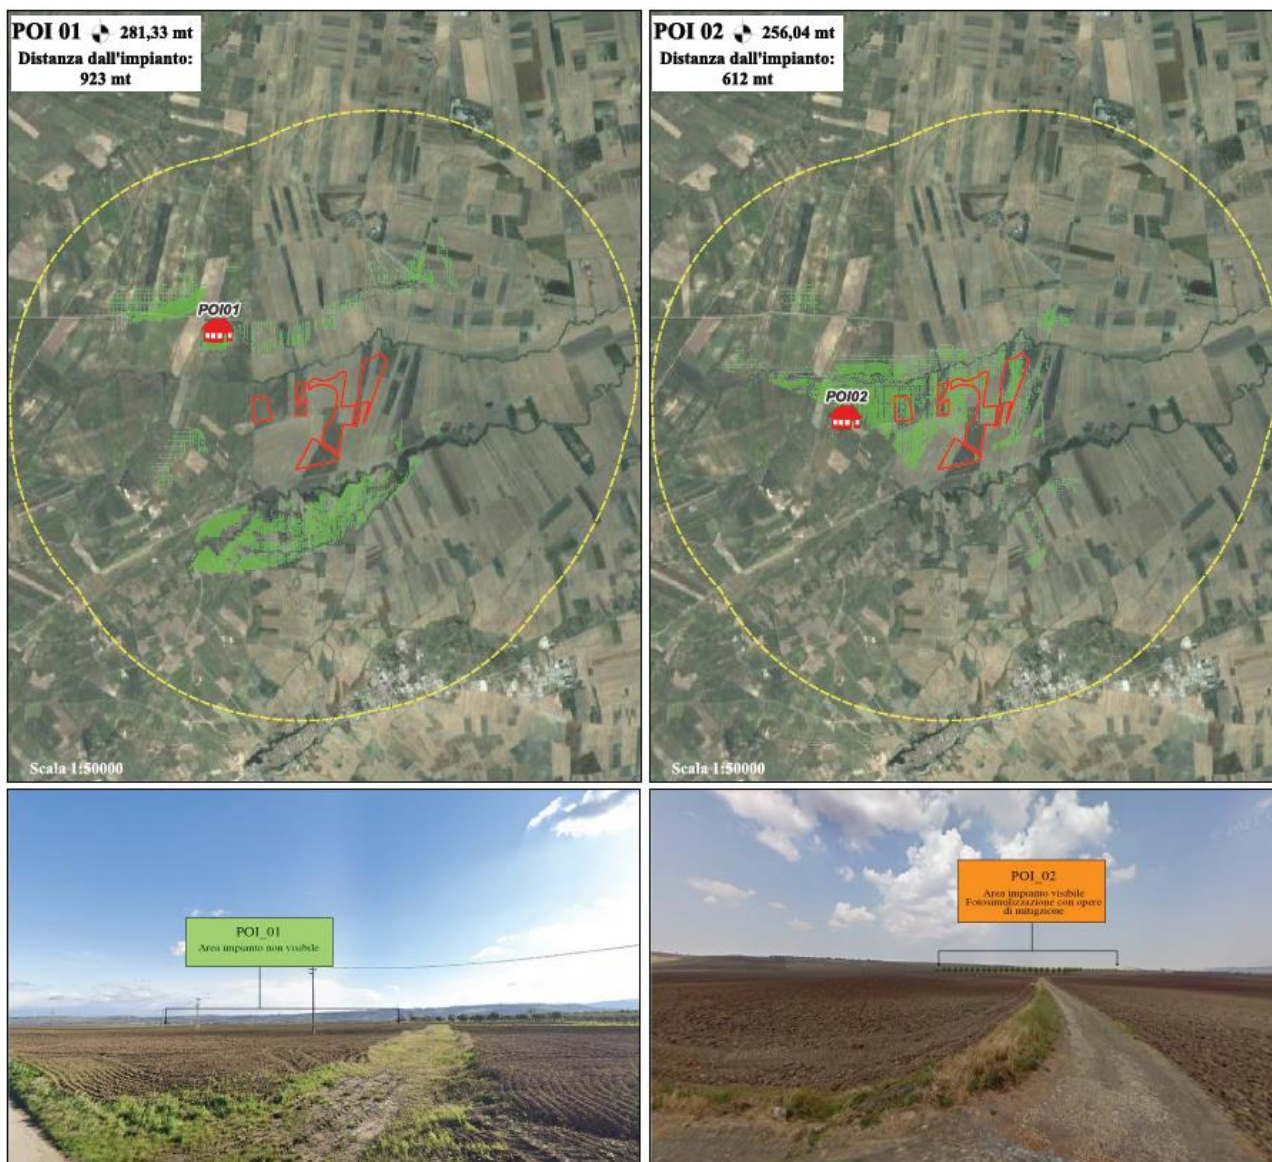 POI 01 281,33 mt
Distanza dall'impianto:
923 mt
POI01
Scala 1:50000
POI 02 256,04 mt
Distanza dall'impianto:
612 mt
POI02
Scala 1:50000
POI_01
Area impianto non visibile
POI_02
Area impianto visibile
Fotosimulizzazione con opere
di mitigzione